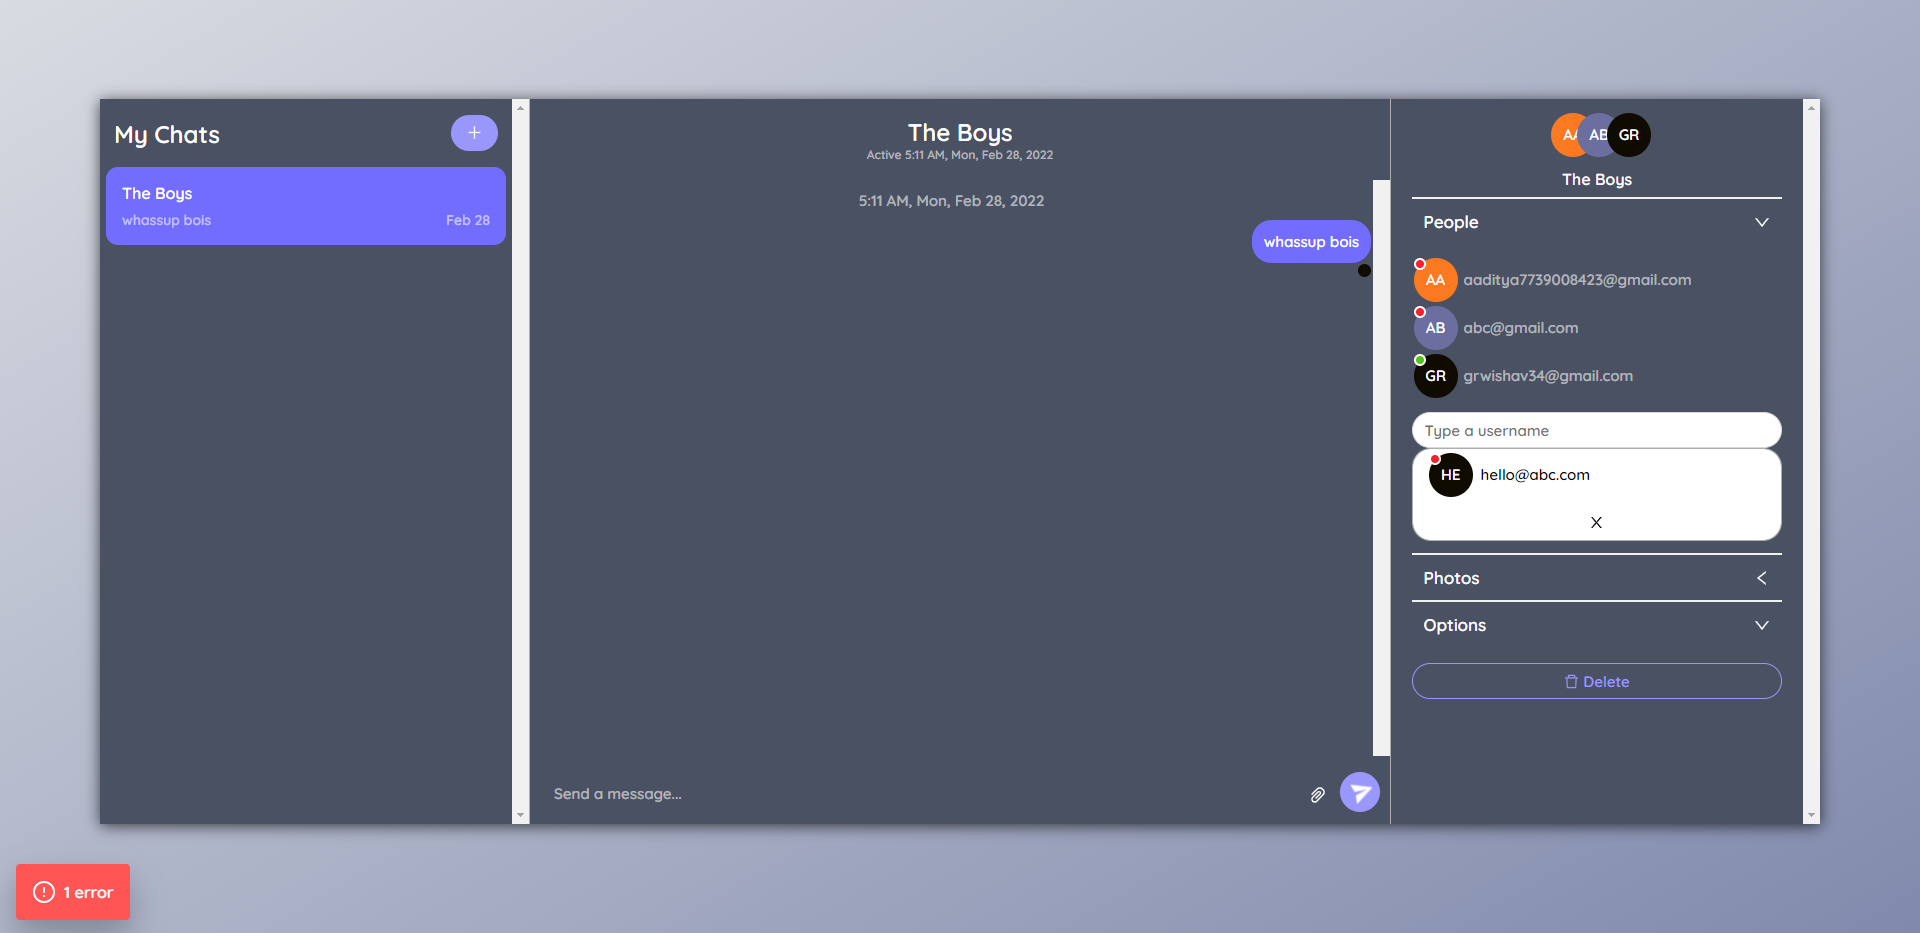 My Chats
+
The Boys
whassup bois
Feb 28
The Boys
Active 5:11 AM, Mon, Feb 28, 2022
5:11 AM, Mon, Feb 28, 2022
whassup bois
Send a message...
AA
AB
GR
The Boys
People
AA aaditya7739008423@gmail.com
AB abc@gmail.com
GR grwishav34@gmail.com
Type a username
HE hello@abc.com
X
Photos
Options
Delete
1 error